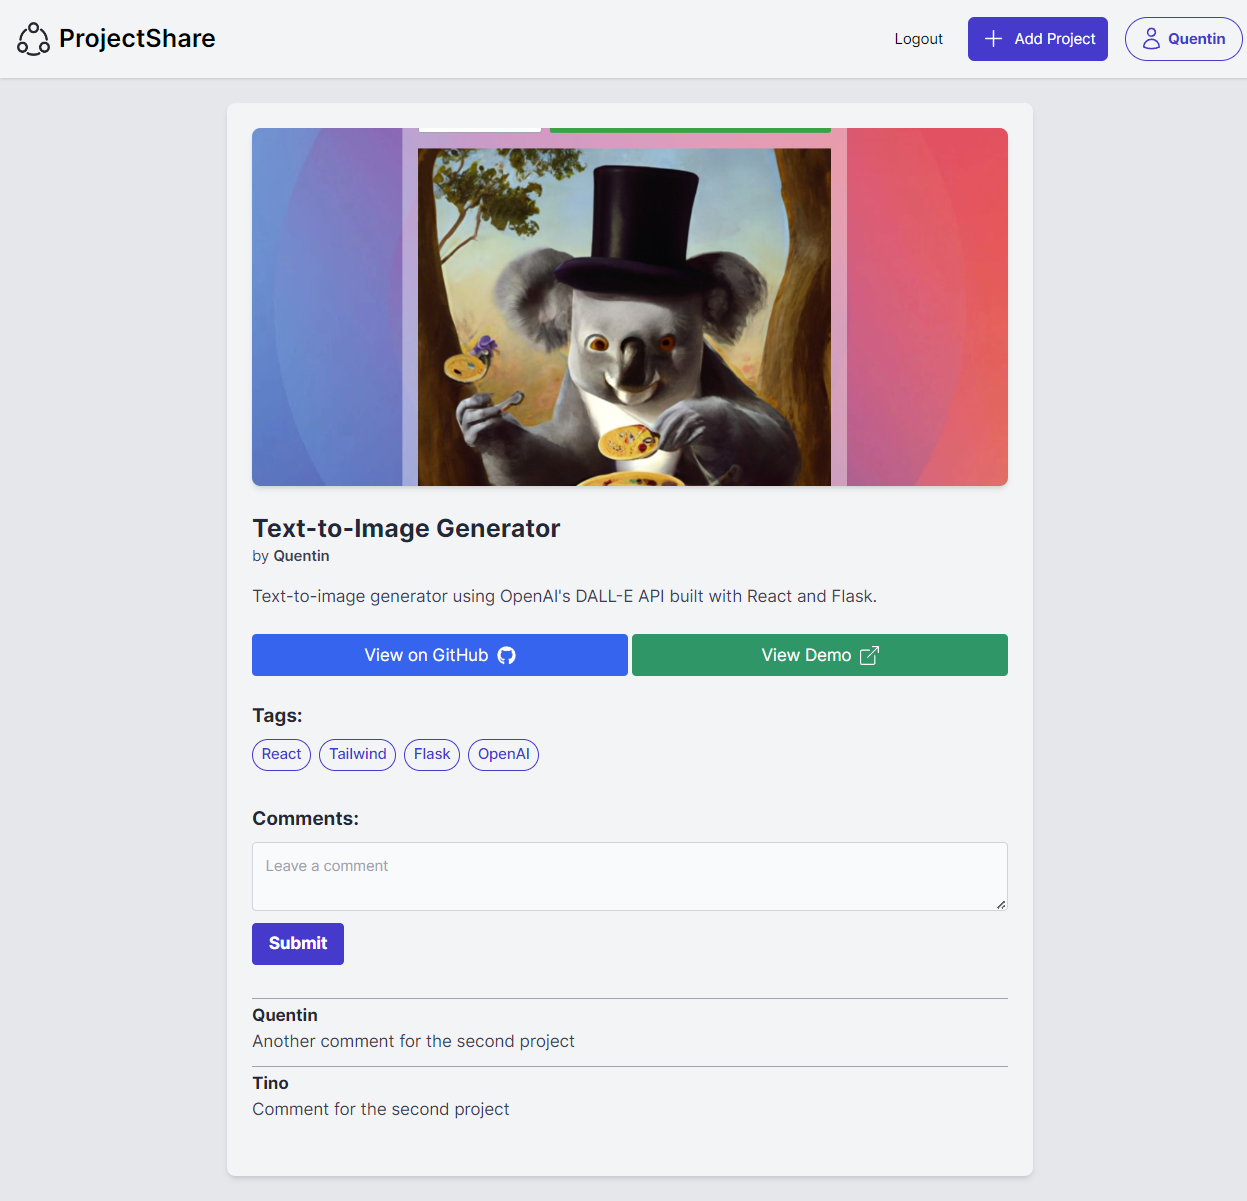 ProjectShare
Logout
Add Project
Quentin
Text-to-Image Generator
by Quentin
Text-to-image generator using OpenAI's DALL-E API built with React and Flask.
View on GitHub
View Demo
Tags:
React Tailwind Flask OpenAI
Comments:
Leave a comment
Submit
Quentin
Another comment for the second project
Tino
Comment for the second project